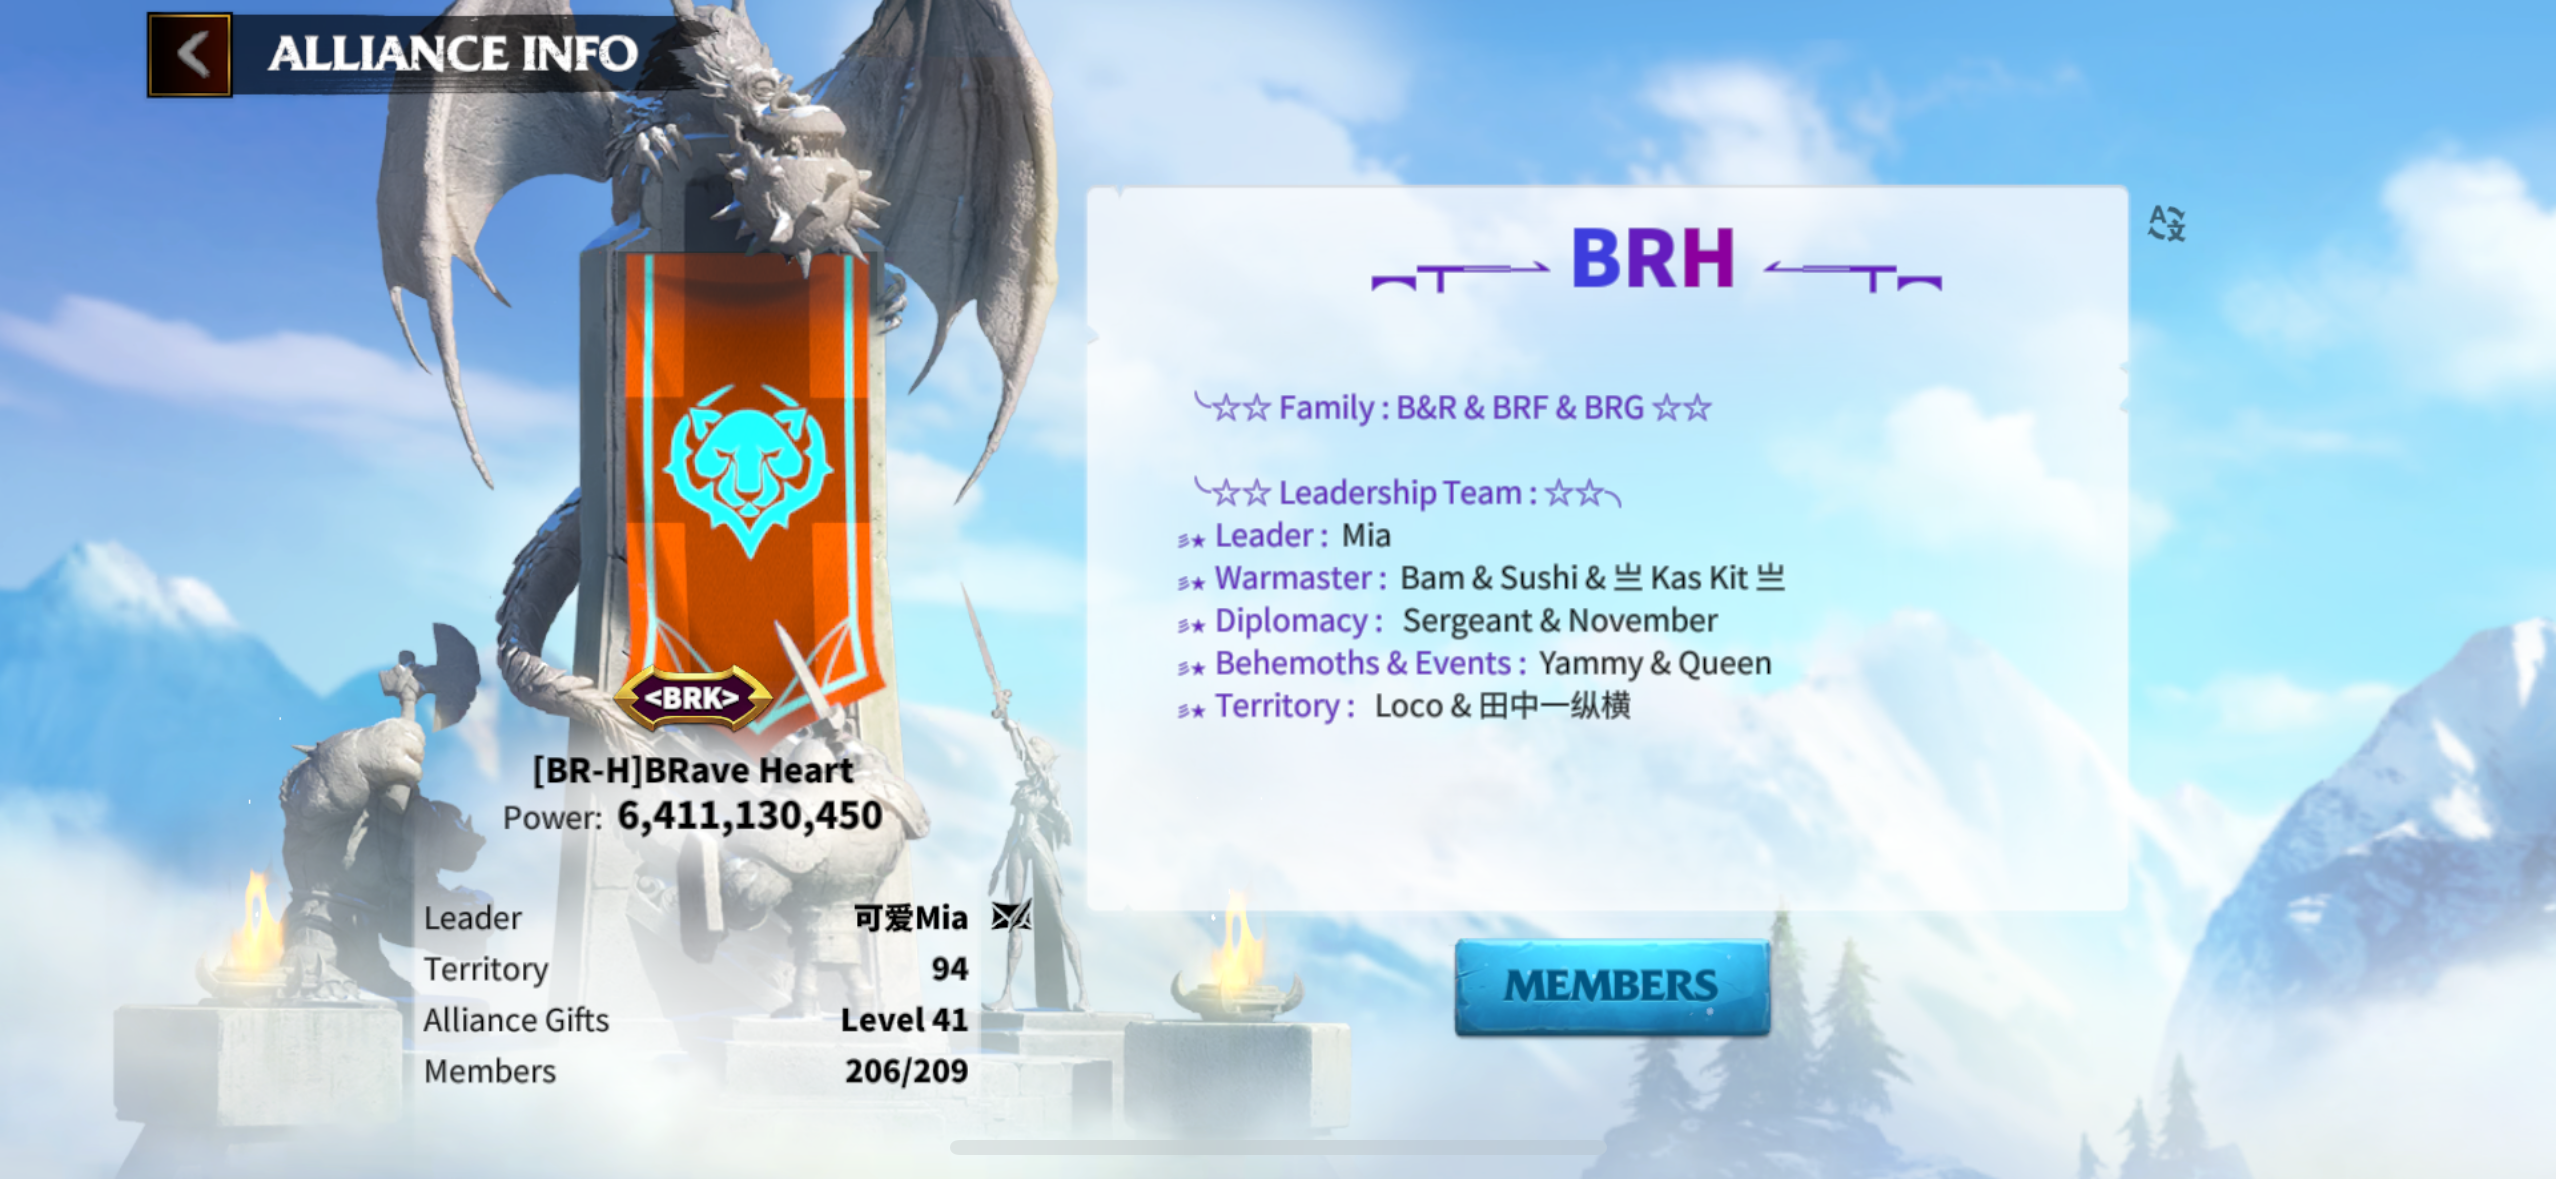 ALLIANCE INFO
BRH
☆☆ Family : B&R & BRF & BRG ☆☆
☆☆ Leadership Team : ☆☆
Leader : Mia
Warmaster : Bam & Sushi & 亗 Kas Kit 亗
Diplomacy : Sergeant & November
Behemoths & Events : Yammy & Queen
Territory : Loco & 田中一纵横
<BRK>
[BR-H]BRave Heart
Power: 6,411,130,450
Leader 可爱Mia
Territory 94
Alliance Gifts Level 41
Members 206/209
MEMBERS